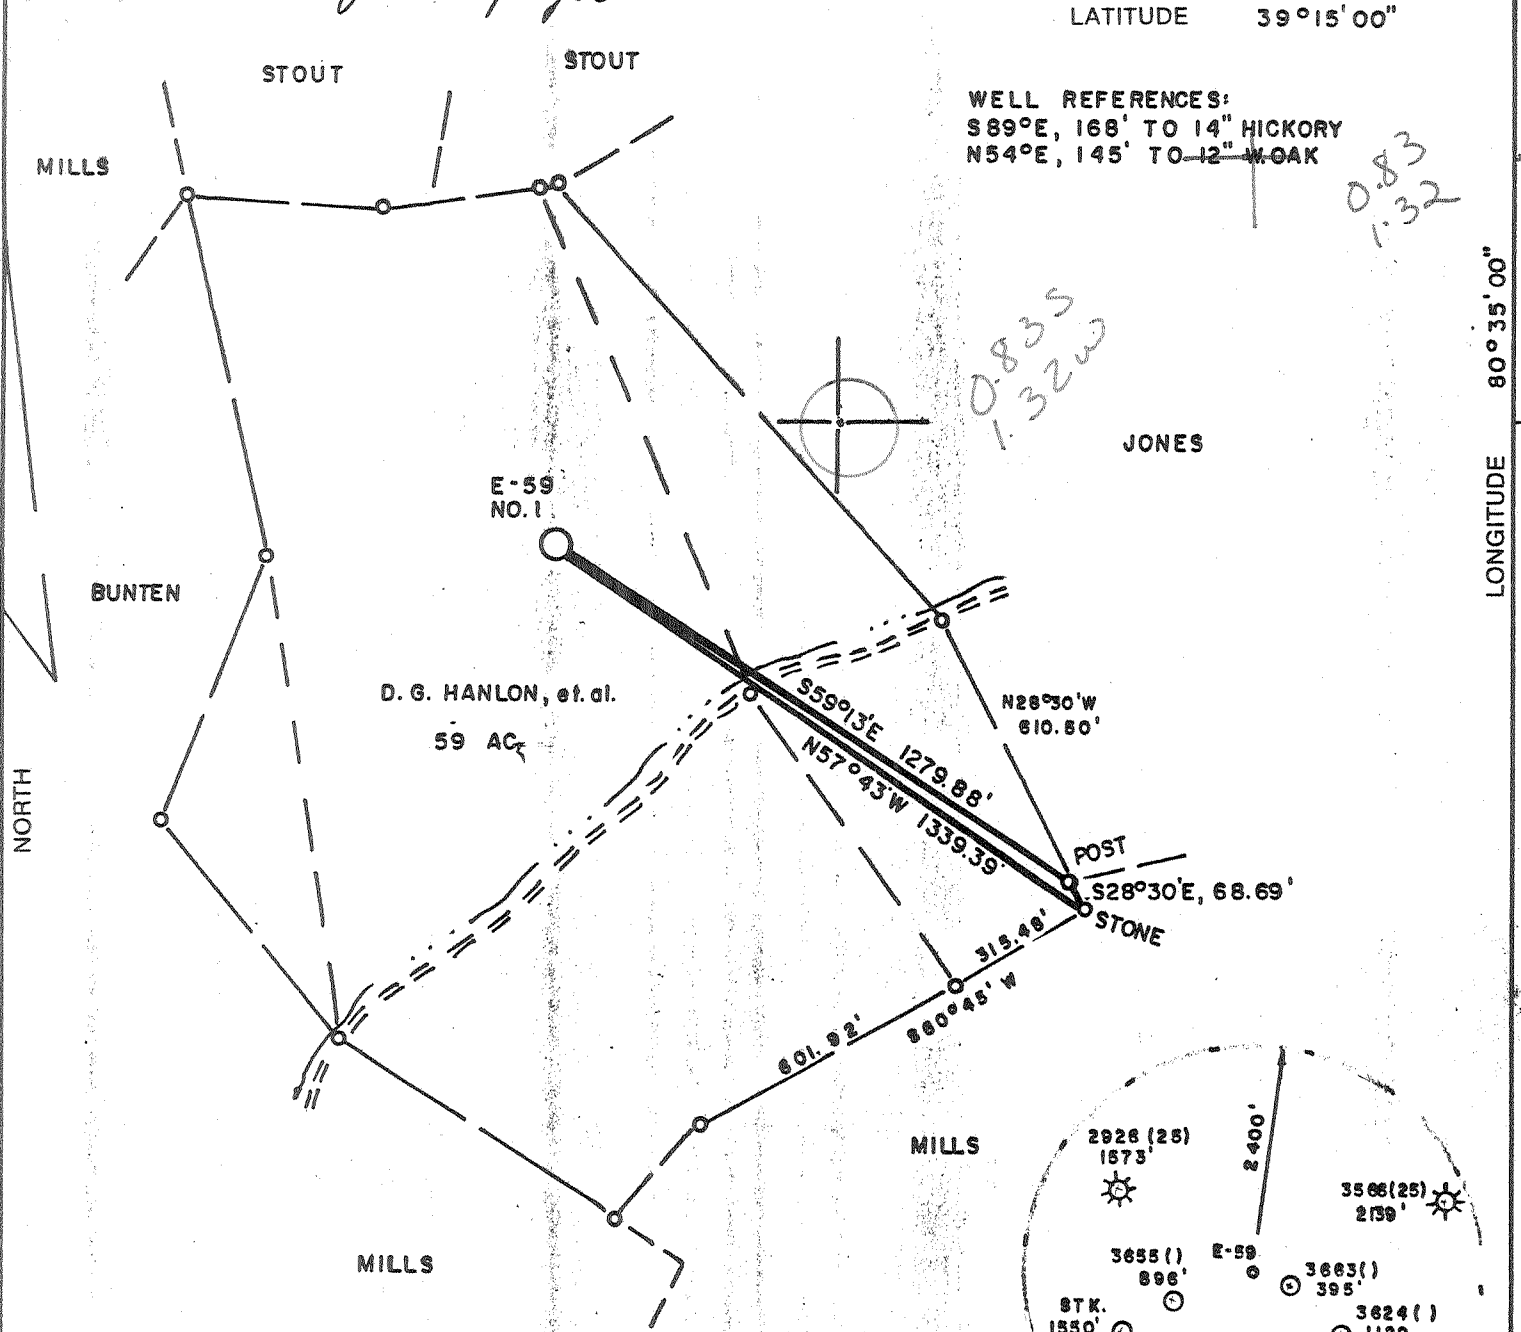 LATITUDE 39°15'00"
STOUT
STOUT
WELL REFERENCES:
S89°E, 168' TO 14" HICKORY
N54°E, 145' TO 12" W.OAK
MILLS
0.83
1.32
0.83 S
1.32 W
LONGITUDE 80°35'00"
JONES
E-59
NO. 1
BUNTEN
D. G. HANLON, et. al.
59 AC
N28°30'W
610.80'
S59°13'E 1279.88'
N57°43'W 1339.39'
NORTH
POST
S28°30'E, 68.69'
STONE
315.48'
S60°45' W
601.92'
MILLS
MILLS
2400'
2926 (25)
1573'
3566(25)
2139'
3655 ( )
896'
E-59
3663( )
395'
STK.
1550'
3624 ( )